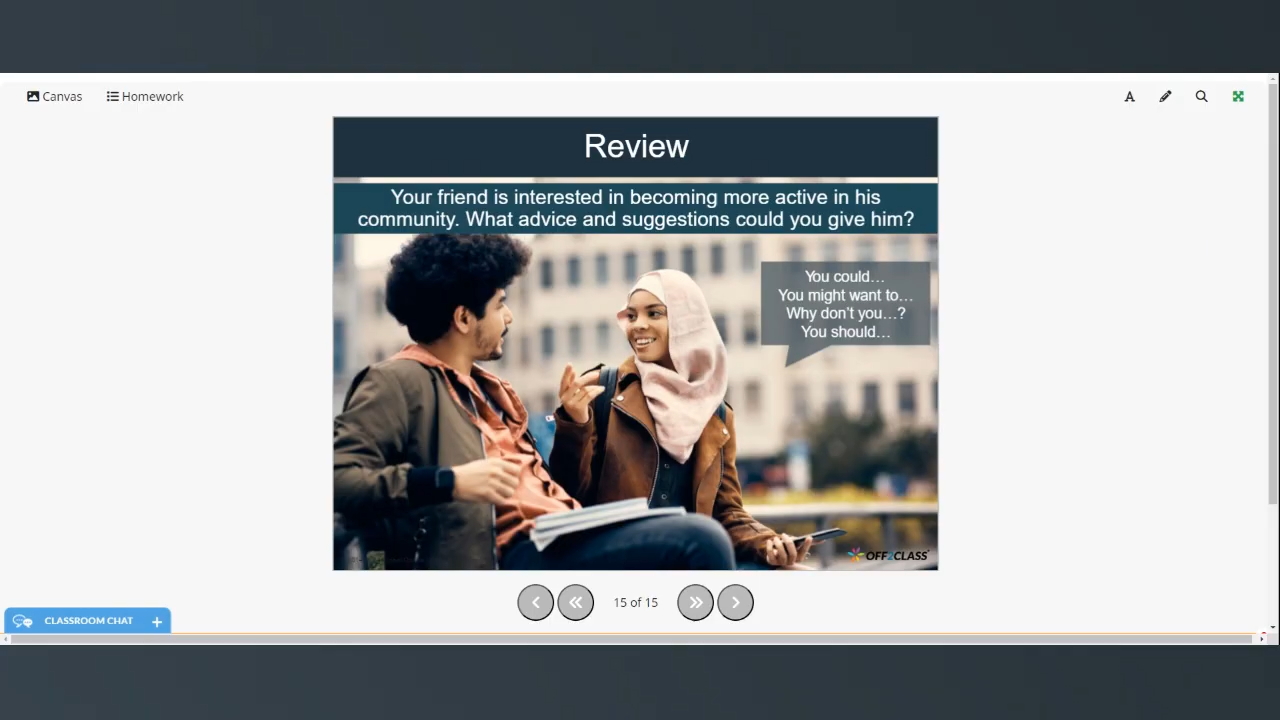 Canvas
Homework
A
Review
Your friend is interested in becoming more active in his
community. What advice and suggestions could you give him?
You could…
You might want to…
Why don't you…?
You should…
OFF2CLASS
15 of 15
CLASSROOM CHAT +